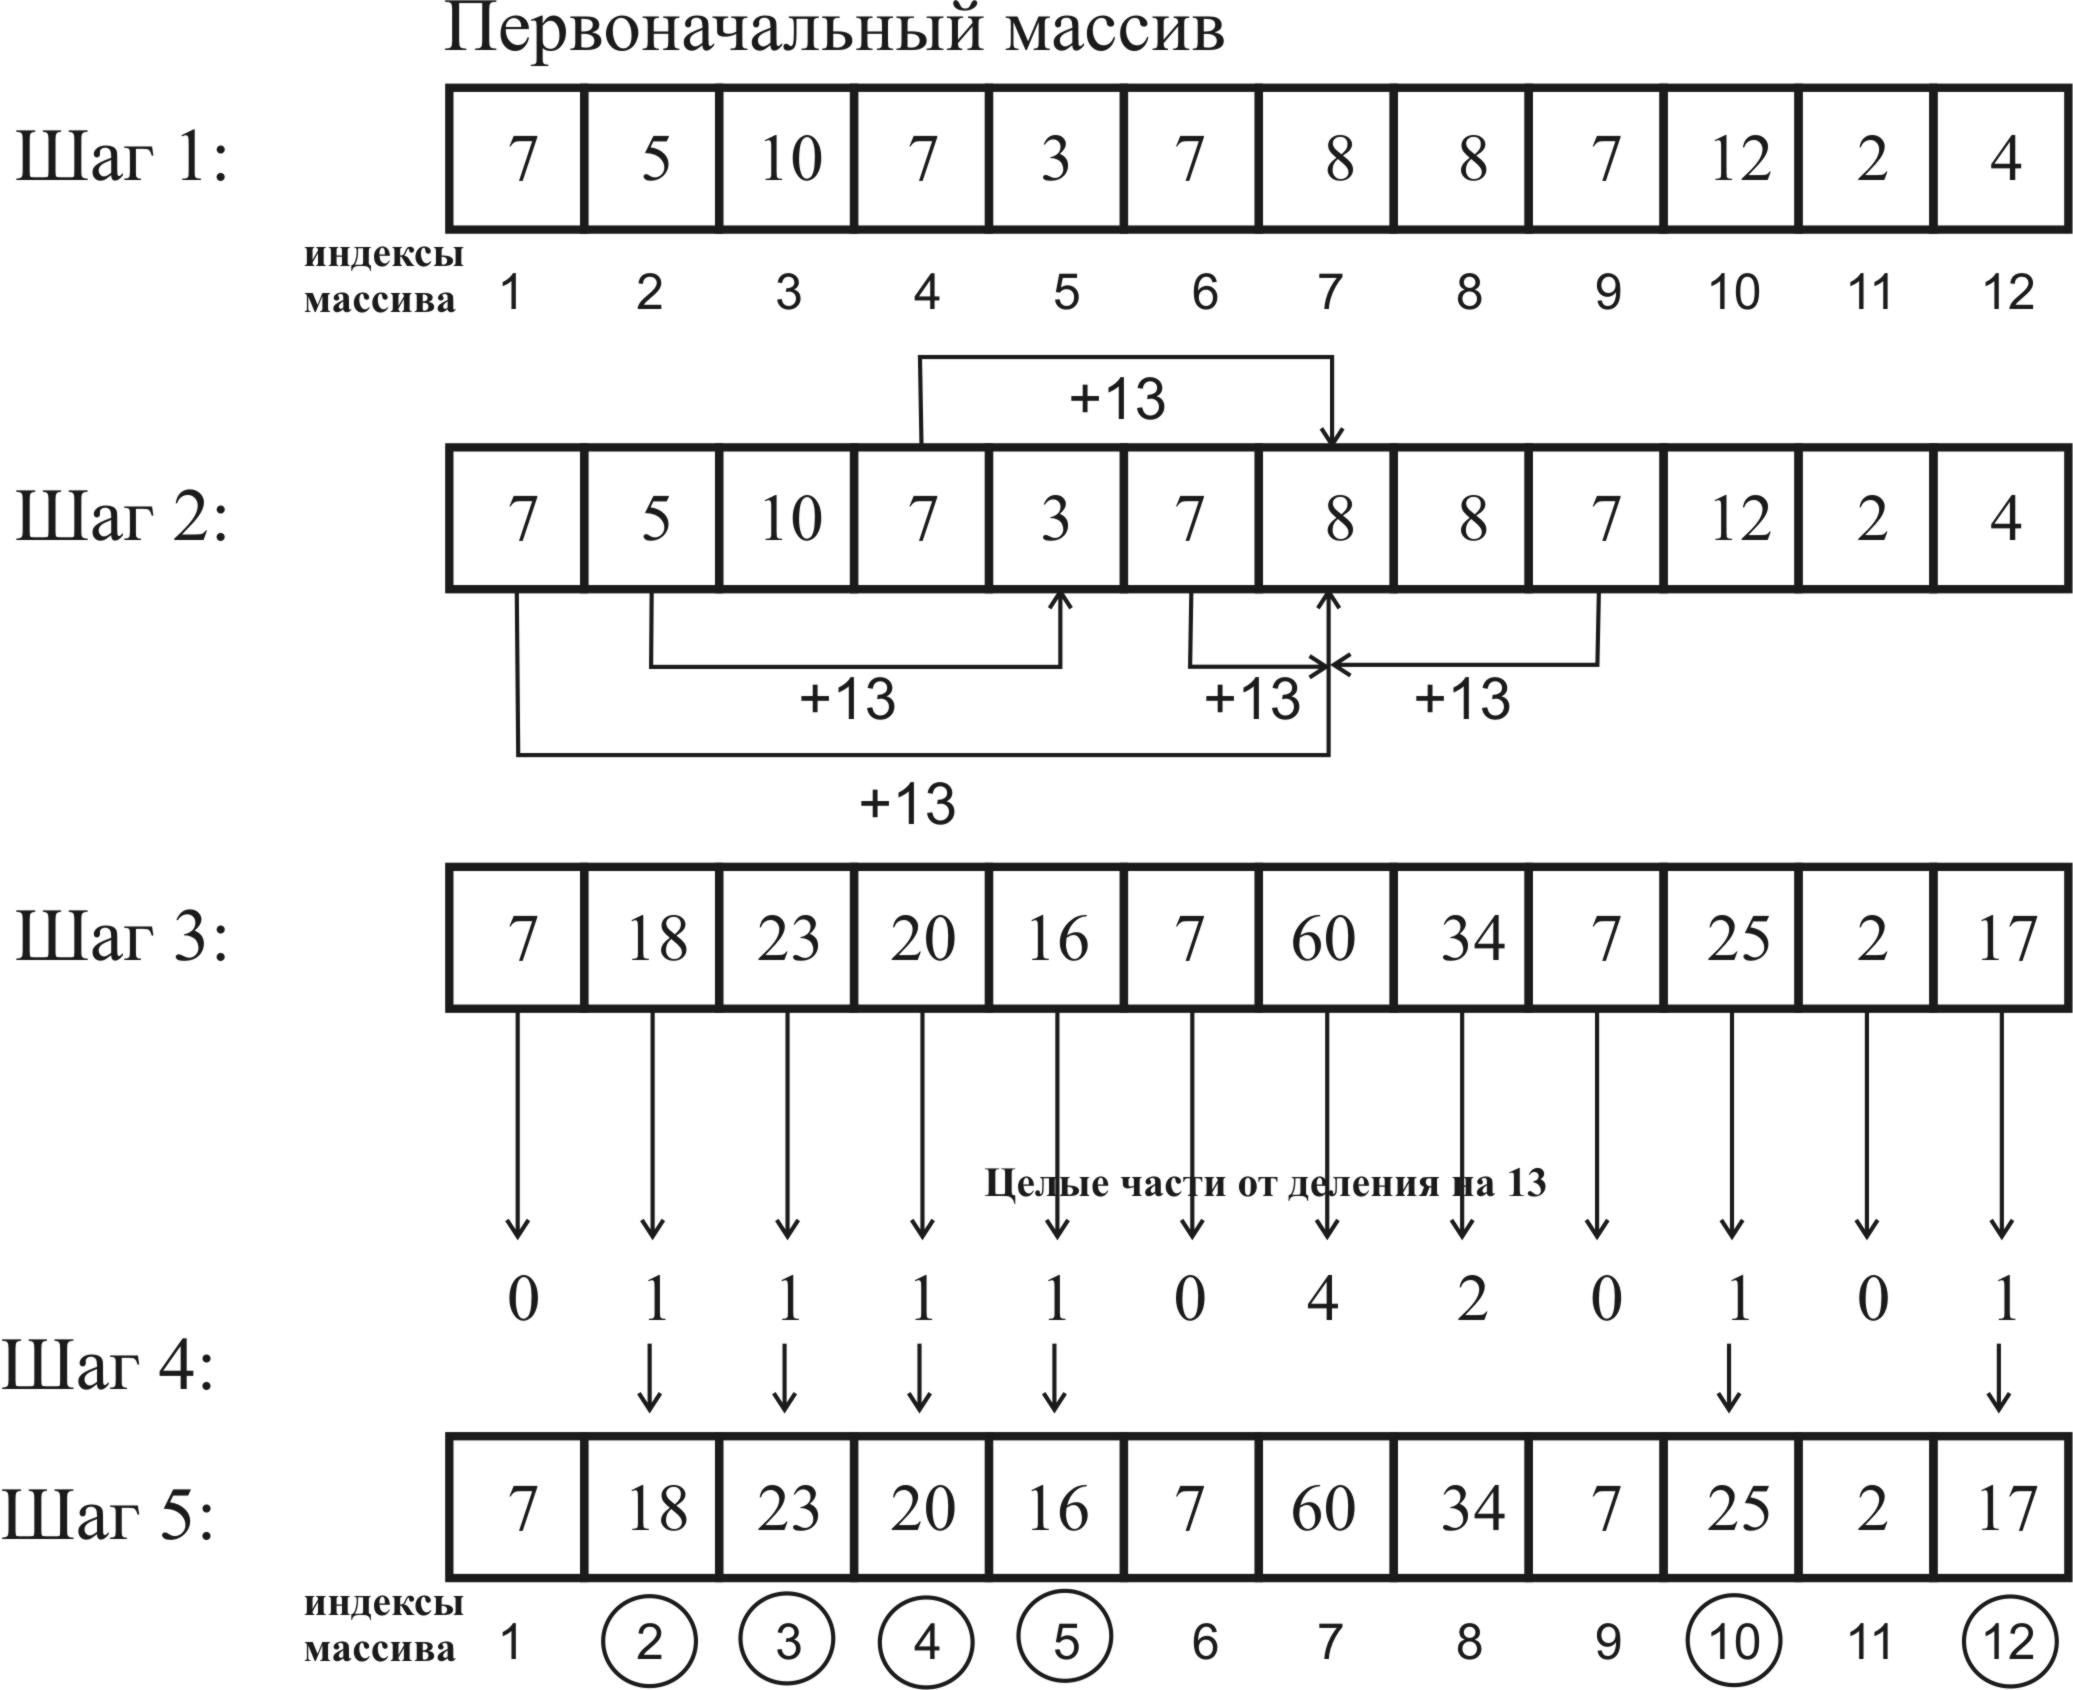 Первоначальный массив
Шаг 1: 7 5 10 7 3 7 8 8 7 12 2 4
индексы
массива 1 2 3 4 5 6 7 8 9 10 11 12
+13
Шаг 2: 7 5 10 7 3 7 8 8 7 12 2 4
+13 +13 +13
+13
Шаг 3: 7 18 23 20 16 7 60 34 7 25 2 17
Целые части от деления на 13
0 1 1 1 1 0 4 2 0 1 0 1
Шаг 4:
Шаг 5: 7 18 23 20 16 7 60 34 7 25 2 17
индексы
массива 1 2 3 4 5 6 7 8 9 10 11 12